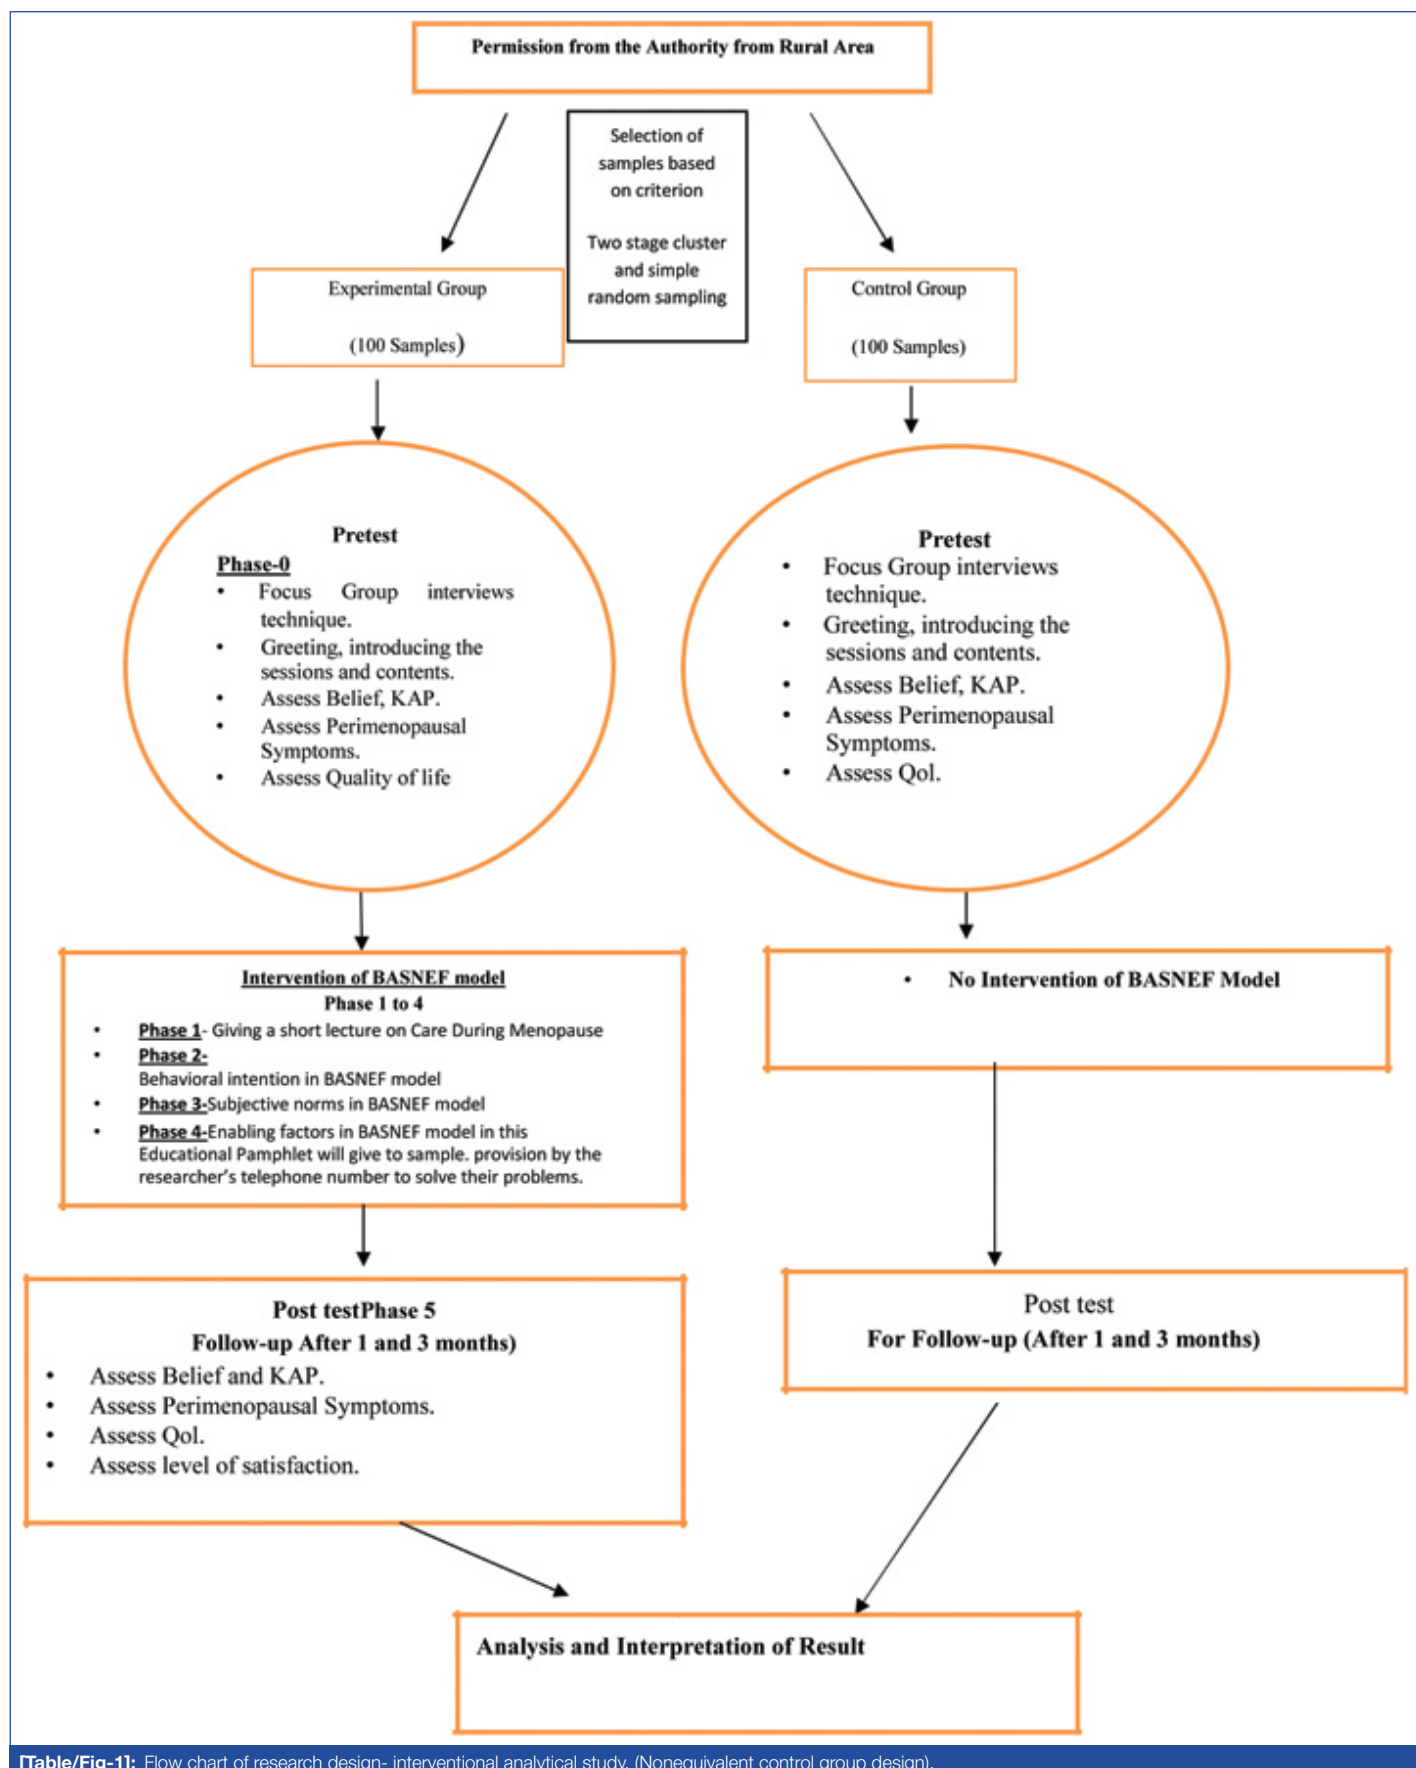 Permission from the Authority from Rural Area
Selection of
samples based
on criterion
Two stage cluster
and simple
random sampling
Experimental Group
(100 Samples)
Control Group
(100 Samples)
Pretest
Phase-0
• Focus Group interviews
technique.
• Greeting, introducing the
sessions and contents.
• Assess Belief, KAP.
• Assess Perimenopausal
Symptoms.
• Assess Quality of life
Pretest
• Focus Group interviews
technique.
• Greeting, introducing the
sessions and contents.
• Assess Belief, KAP.
• Assess Perimenopausal
Symptoms.
• Assess Qol.
Intervention of BASNEF model
Phase 1 to 4
• Phase 1- Giving a short lecture on Care During Menopause
• Phase 2-
Behavioral intention in BASNEF model
• Phase 3-Subjective norms in BASNEF model
• Phase 4-Enabling factors in BASNEF model in this
Educational Pamphlet will give to sample. provision by the
researcher's telephone number to solve their problems.
• No Intervention of BASNEF Model
Post testPhase 5
Follow-up After 1 and 3 months)
• Assess Belief and KAP.
• Assess Perimenopausal Symptoms.
• Assess Qol.
• Assess level of satisfaction.
Post test
For Follow-up (After 1 and 3 months)
Analysis and Interpretation of Result
[Table/Fig-1]: Flow chart of research design- interventional analytical study. (Nonequivalent control group design).